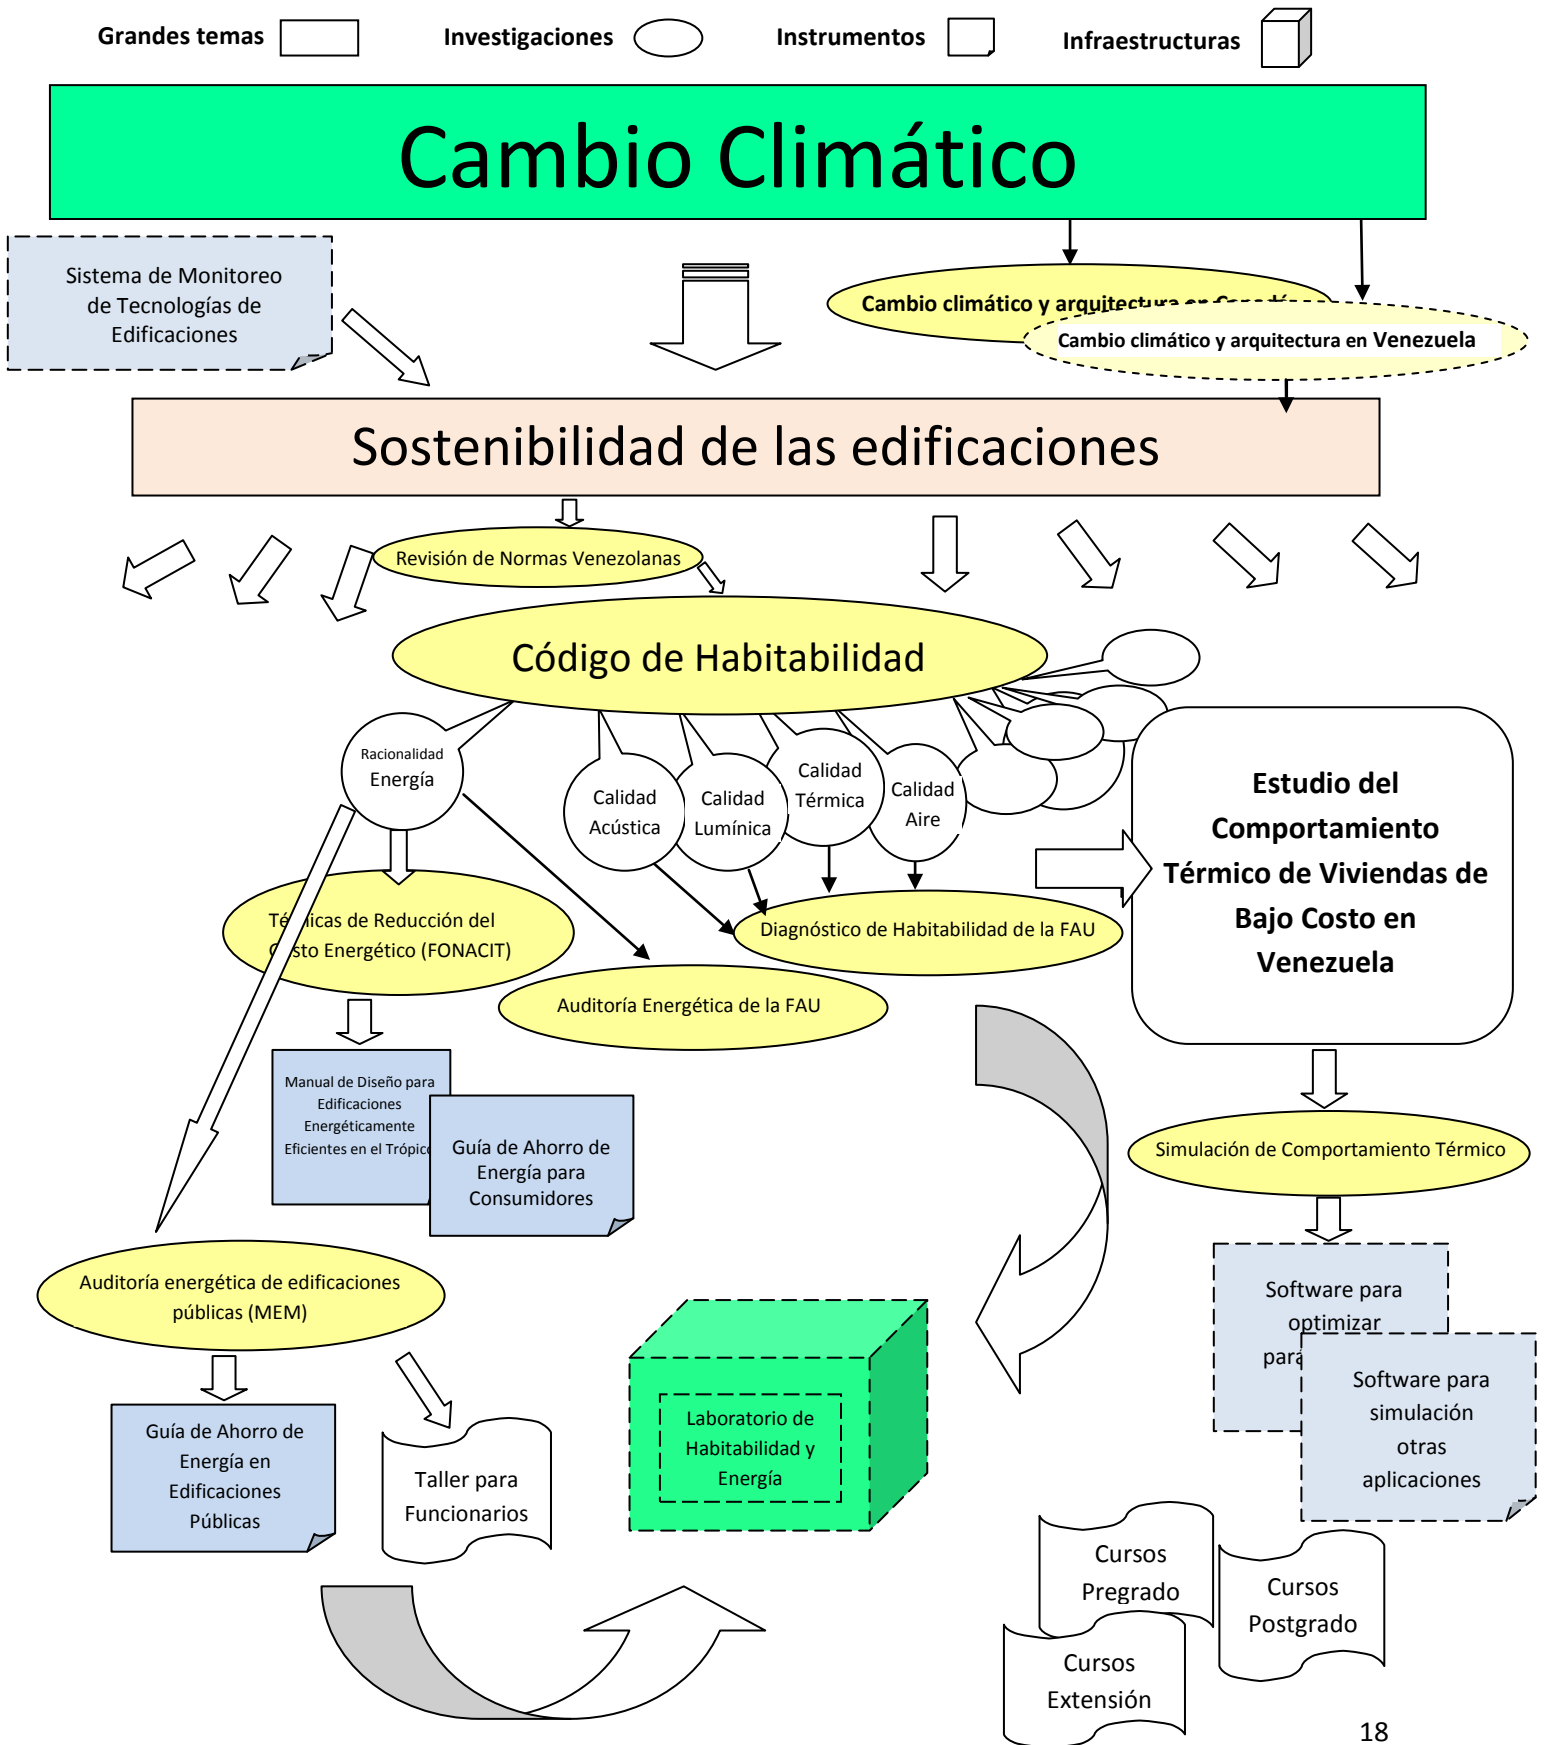 Grandes temas
Investigaciones
Instrumentos
Infraestructuras
Cambio Climático
Sistema de Monitoreo
de Tecnologías de
Edificaciones
Cambio climático y arquitectura en
Cambio climático y arquitectura en Venezuela
Sostenibilidad de las edificaciones
Revisión de Normas Venezolanas
Código de Habitabilidad
Racionalidad
Energía
Calidad
Acústica
Calidad
Lumínica
Calidad
Térmica
Calidad
Aire
Estudio del
Comportamiento
Térmico de Viviendas de
Bajo Costo en
Venezuela
de Reducción del
Energético (FONACIT)
Diagnóstico de Habitabilidad de la FAU
Auditoría Energética de la FAU
Manual de Diseño para
Edificaciones
Energéticamente
Eficientes en el Trópico
Guía de Ahorro de
Energía para
Consumidores
Simulación de Comportamiento Térmico
Auditoría energética de edificaciones
públicas (MEM)
Software para
optimizar
Software para
simulación
otras
aplicaciones
Guía de Ahorro de
Energía en
Edificaciones
Públicas
Taller para
Funcionarios
Laboratorio de
Habitabilidad y
Energía
Cursos
Pregrado
Cursos
Postgrado
Cursos
Extensión
18